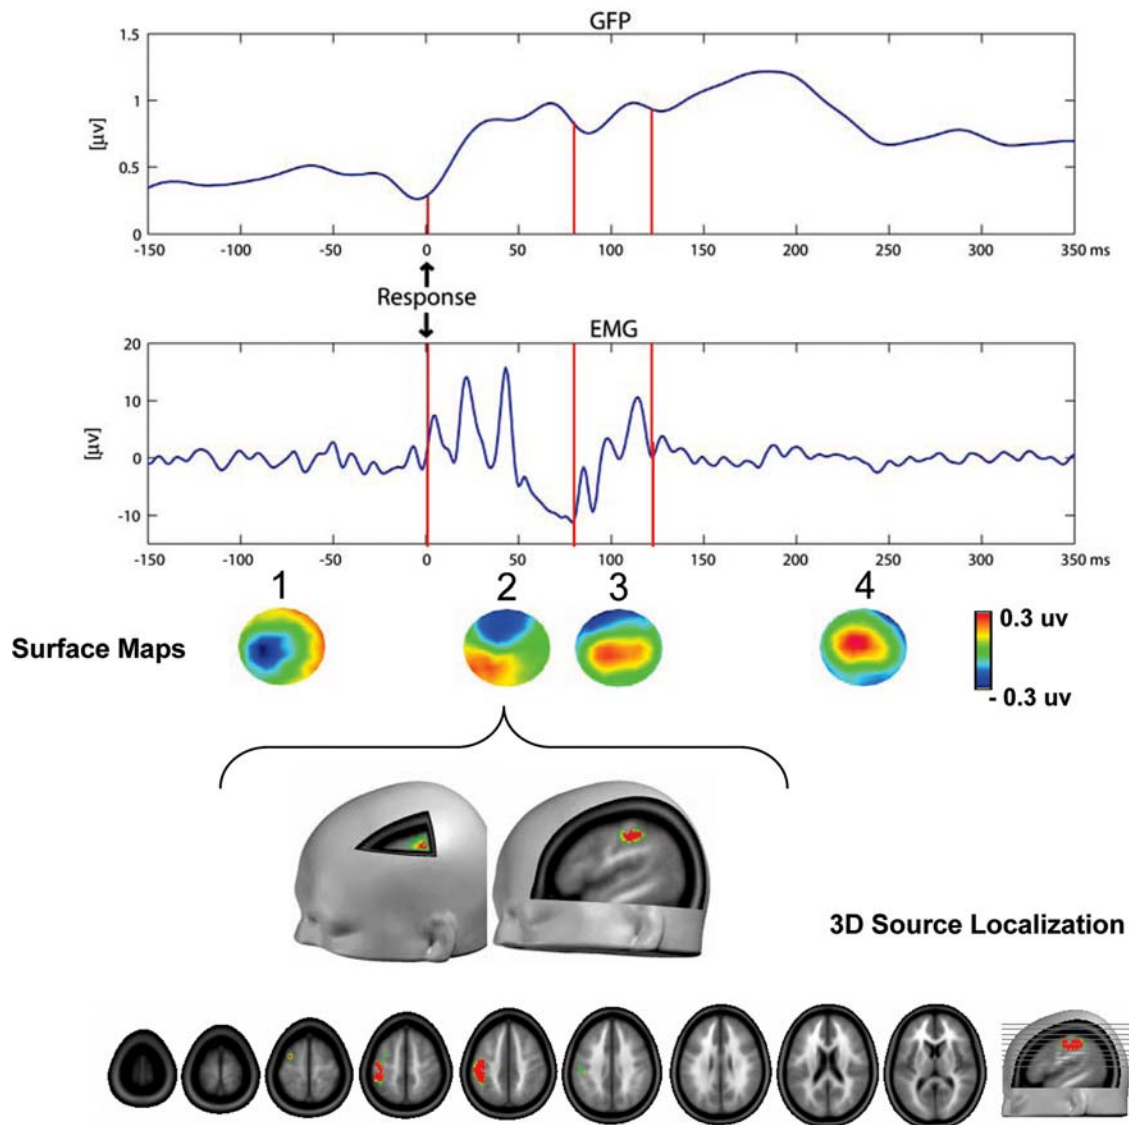 GFP
1.5
1
0.5
0
[μv]
-150 -100 -50 0 50 100 150 200 250 300 350 ms
Response
EMG
20
10
0
-10
[μv]
-150 -100 -50 0 50 100 150 200 250 300 350 ms
1 2 3 4
Surface Maps
0.3 uv
- 0.3 uv
3D Source Localization